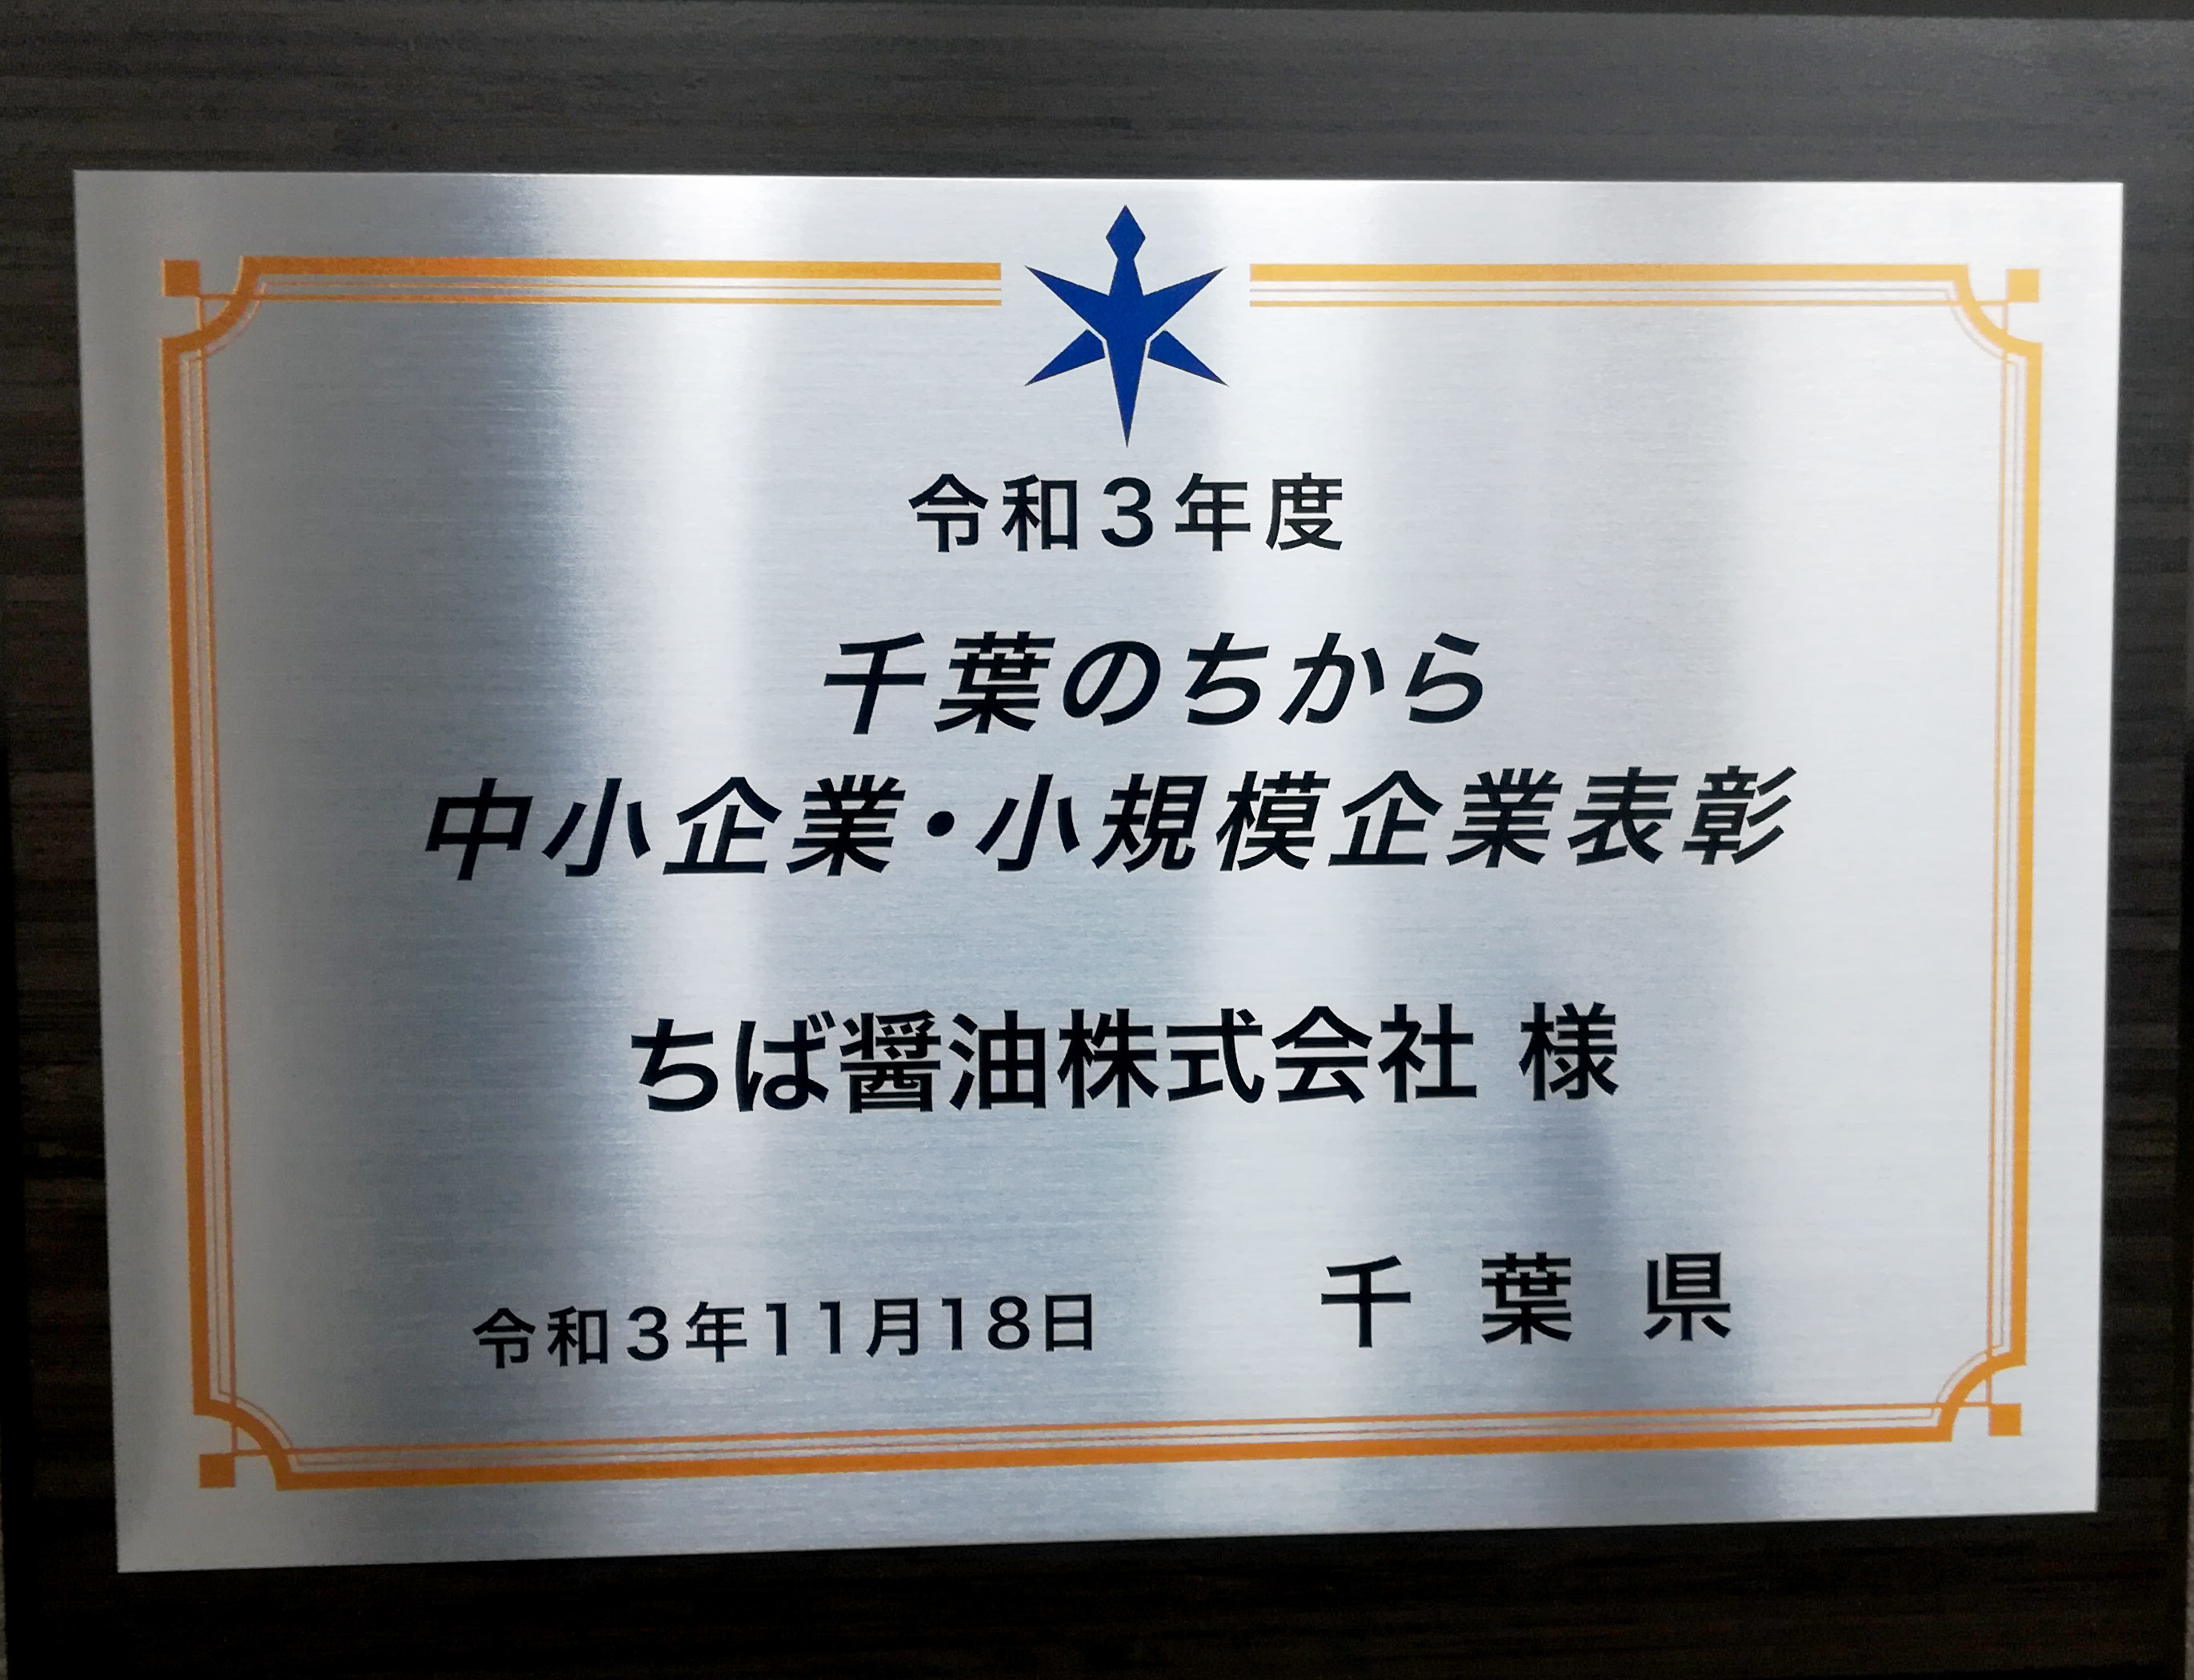 令和３年度
千葉のちから
中小企業・小規模企業表彰
ちば醤油株式会社 様
令和３年11月18日
千葉県